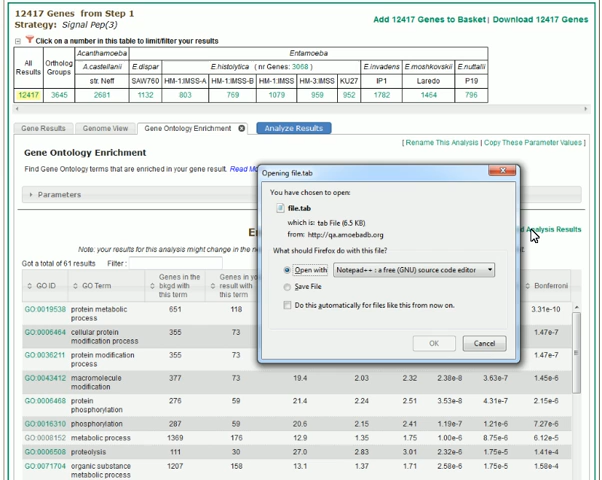 12417 Genes from Step 1
Strategy: Signal Pep(3)
Add 12417 Genes to Basket | Download 12417 Genes
Click on a number in this table to limit/filter your results
All Results Ortholog Groups Acanthamoeba Entamoeba
A.castellanii E.dispar E.histolytica ( nr Genes: 3068 ) E.invadens E.moshkovskii E.nuttalli
str. Neff SAW760 HM-1:IMSS-A HM-1:IMSS-B HM-1:IMSS HM-3:IMSS KU27 IP1 Laredo P19
12417 3645 2681 1132 803 769 1079 959 952 1782 1464 796
Gene Results Genome View Gene Ontology Enrichment Analyze Results
[ Rename This Analysis | Copy These Parameter Values ]
Gene Ontology Enrichment
Find Gene Ontology terms that are enriched in your gene result. Read Mo
Parameters
Opening file.tab
You have chosen to open:
file.tab
which is: tab File (6.5 KB)
from: http://qa.amoebadb.org
What should Firefox do with this file?
Open with Notepad++ : a free (GNU) source code editor
Save File
Do this automatically for files like this from now on.
OK Cancel
d Analysis Results
Note: your results for this analysis might change in the ne
Got a total of 61 results Filter :
GO ID GO Term Genes in the bkgd with this term Genes in your result with this term Bonferroni
GO:0019538 protein metabolic process 651 118 3.31e-10
GO:0006464 cellular protein modification process 355 73 1.47e-7
GO:0036211 protein modification process 355 73 1.47e-7
GO:0043412 macromolecule modification 377 73 19.4 2.03 2.32 2.38e-8 3.63e-7 1.45e-6
GO:0006468 protein phosphorylation 276 59 21.4 2.24 2.51 3.53e-8 4.31e-7 2.15e-6
GO:0016310 phosphorylation 287 59 20.6 2.15 2.41 1.19e-7 1.21e-6 7.27e-6
GO:0008152 metabolic process 1369 176 12.9 1.35 1.75 1.00e-6 8.75e-6 6.12e-5
GO:0006508 proteolysis 111 30 27.0 2.83 3.01 2.32e-6 1.75e-5 1.41e-4
GO:0071704 organic substance metabolic process 1207 158 13.1 1.37 1.71 2.58e-6 1.75e-5 1.58e-4